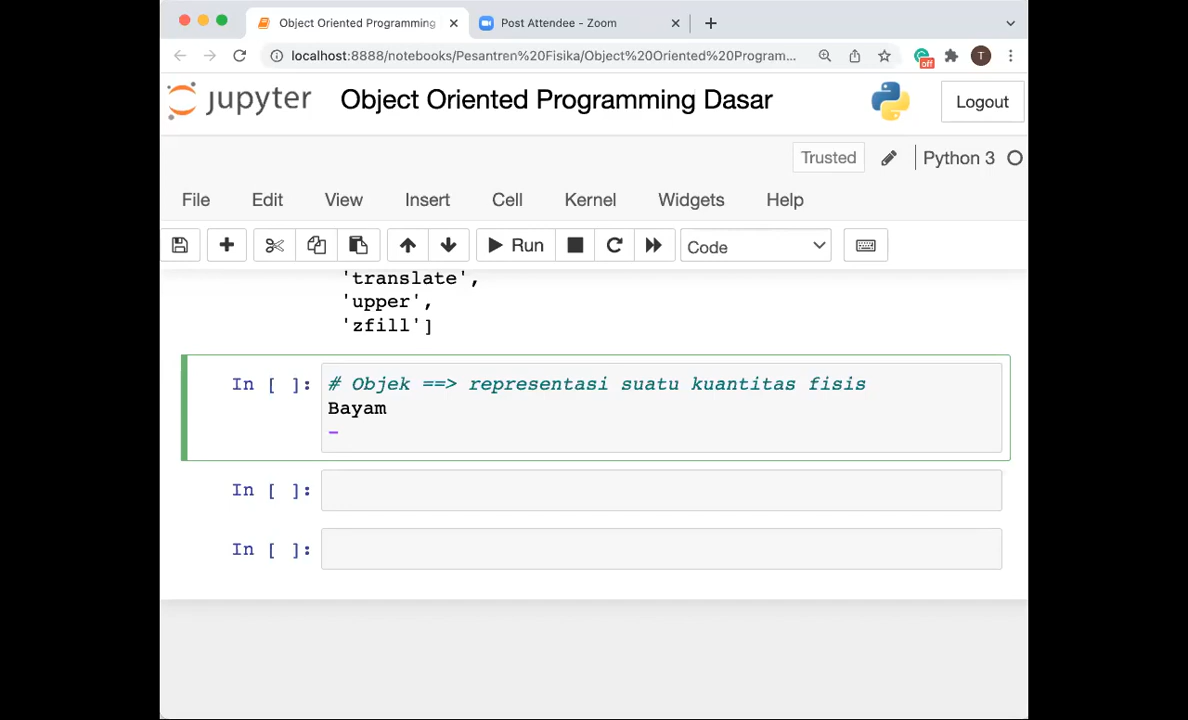 Object Oriented Programming
Post Attendee - Zoom
localhost:8888/notebooks/Pesantren%20Fisika/Object%20Oriented%20Program...
off
T
jupyter
Object Oriented Programming Dasar
Logout
Trusted
Python 3
File
Edit
View
Insert
Cell
Kernel
Widgets
Help
Run
Code
'translate',
'upper',
'zfill']
In [ ]:
# Objek ==> representasi suatu kuantitas fisis
Bayam
-
In [ ]:
In [ ]: